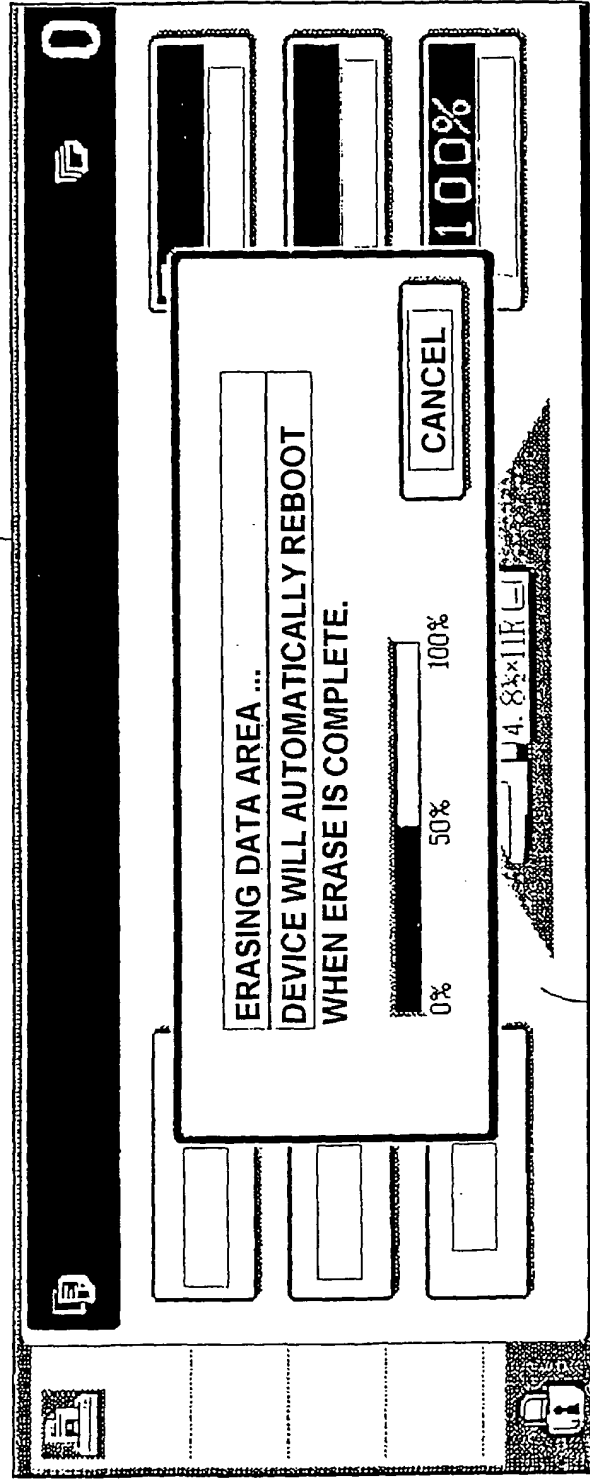 0
100%
ERASING DATA AREA ...
DEVICE WILL AUTOMATICALLY REBOOT
WHEN ERASE IS COMPLETE.
0% 50% 100%
CANCEL
4. 8½×11R